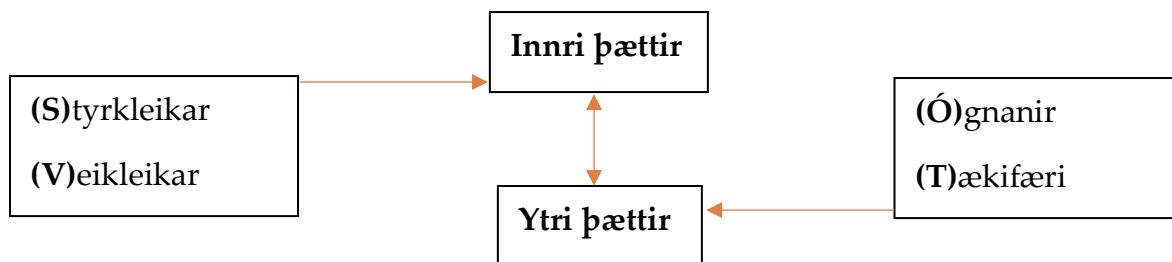 Innri þættir
(S)tyrkleikar
(V)eikleikar
(Ó)gnanir
(T)ækifæri
Ytri þættir